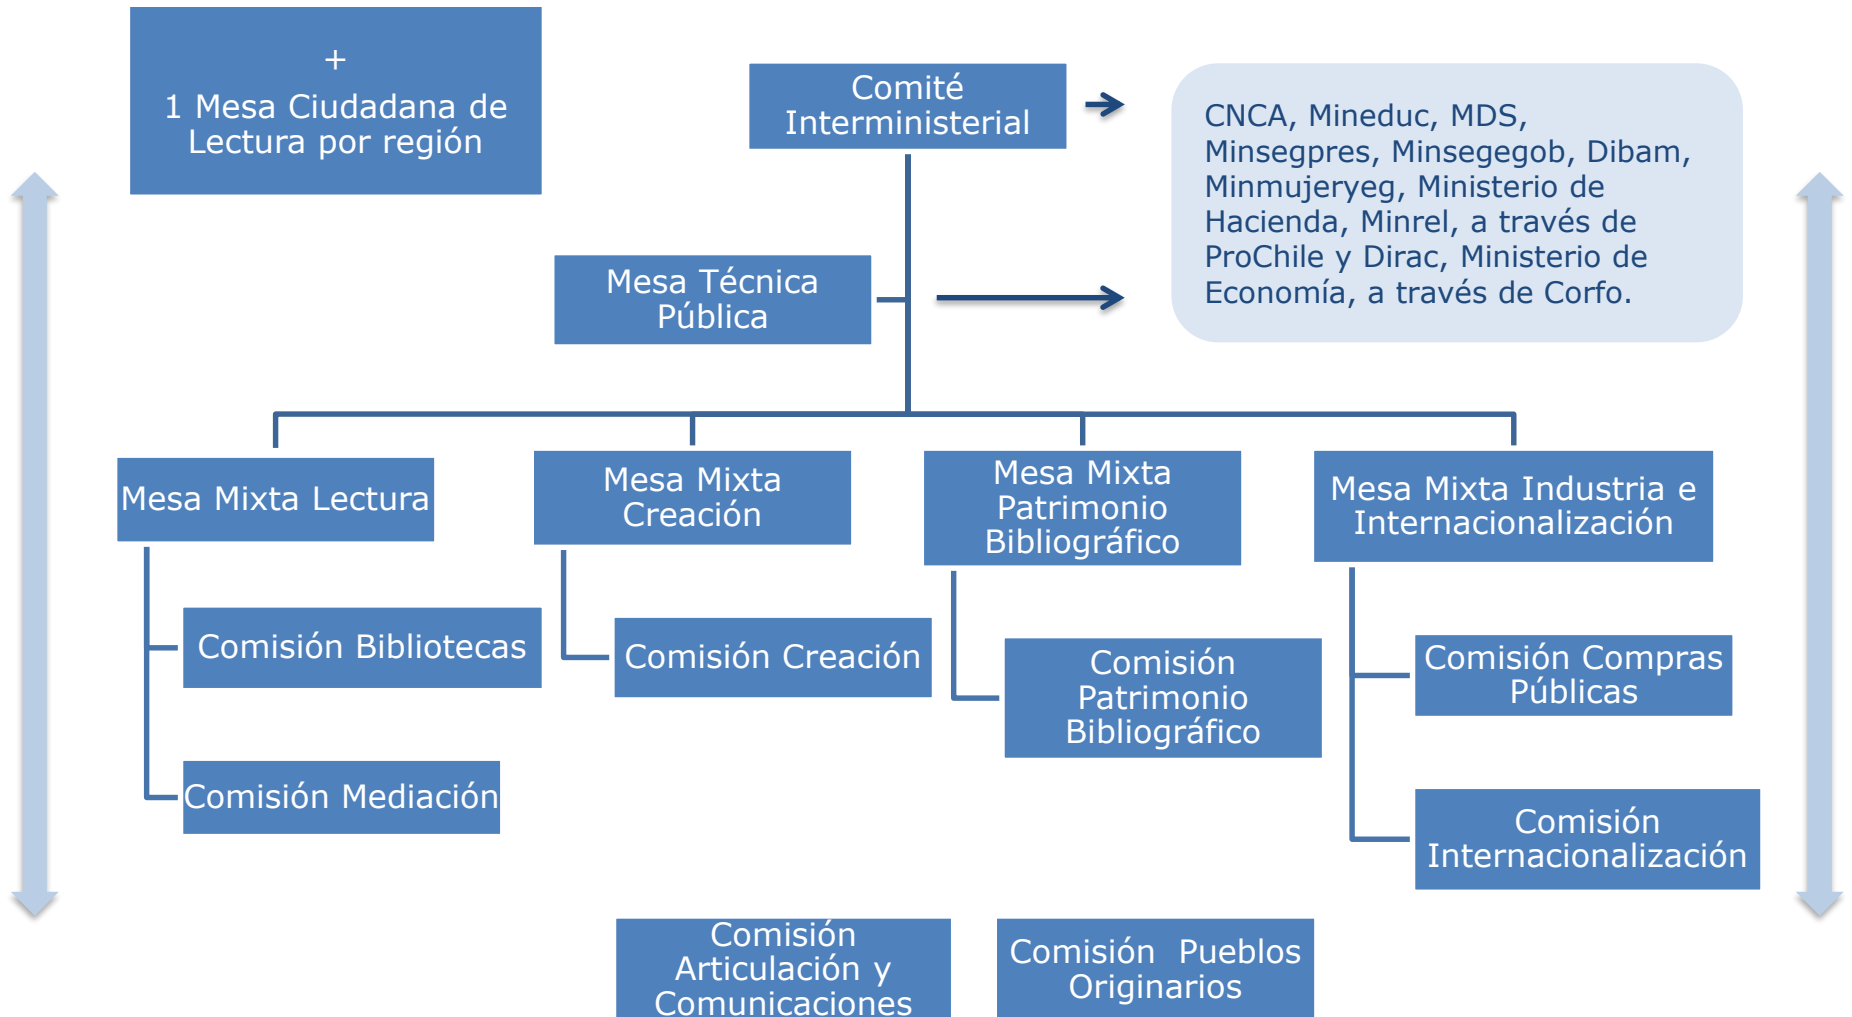 +
1 Mesa Ciudadana de
Lectura por región
Comité
Interministerial
CNCA, Mineduc, MDS,
Minsegpres, Minsegegob, Dibam,
Minmujeryeg, Ministerio de
Hacienda, Minrel, a través de
ProChile y Dirac, Ministerio de
Economía, a través de Corfo.
Mesa Técnica
Pública
Mesa Mixta Lectura
Mesa Mixta
Creación
Mesa Mixta
Patrimonio
Bibliográfico
Mesa Mixta Industria e
Internacionalización
Comisión Bibliotecas
Comisión Creación
Comisión
Patrimonio
Bibliográfico
Comisión Compras
Públicas
Comisión Mediación
Comisión
Internacionalización
Comisión
Articulación y
Comunicaciones
Comisión  Pueblos
Originarios